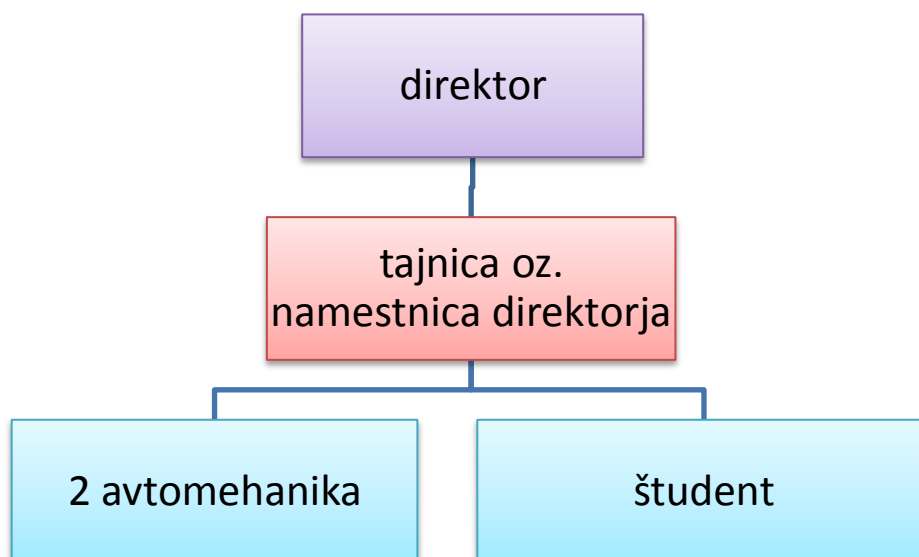 direktor
tajnica oz.
namestnica direktorja
2 avtomehanika
študent